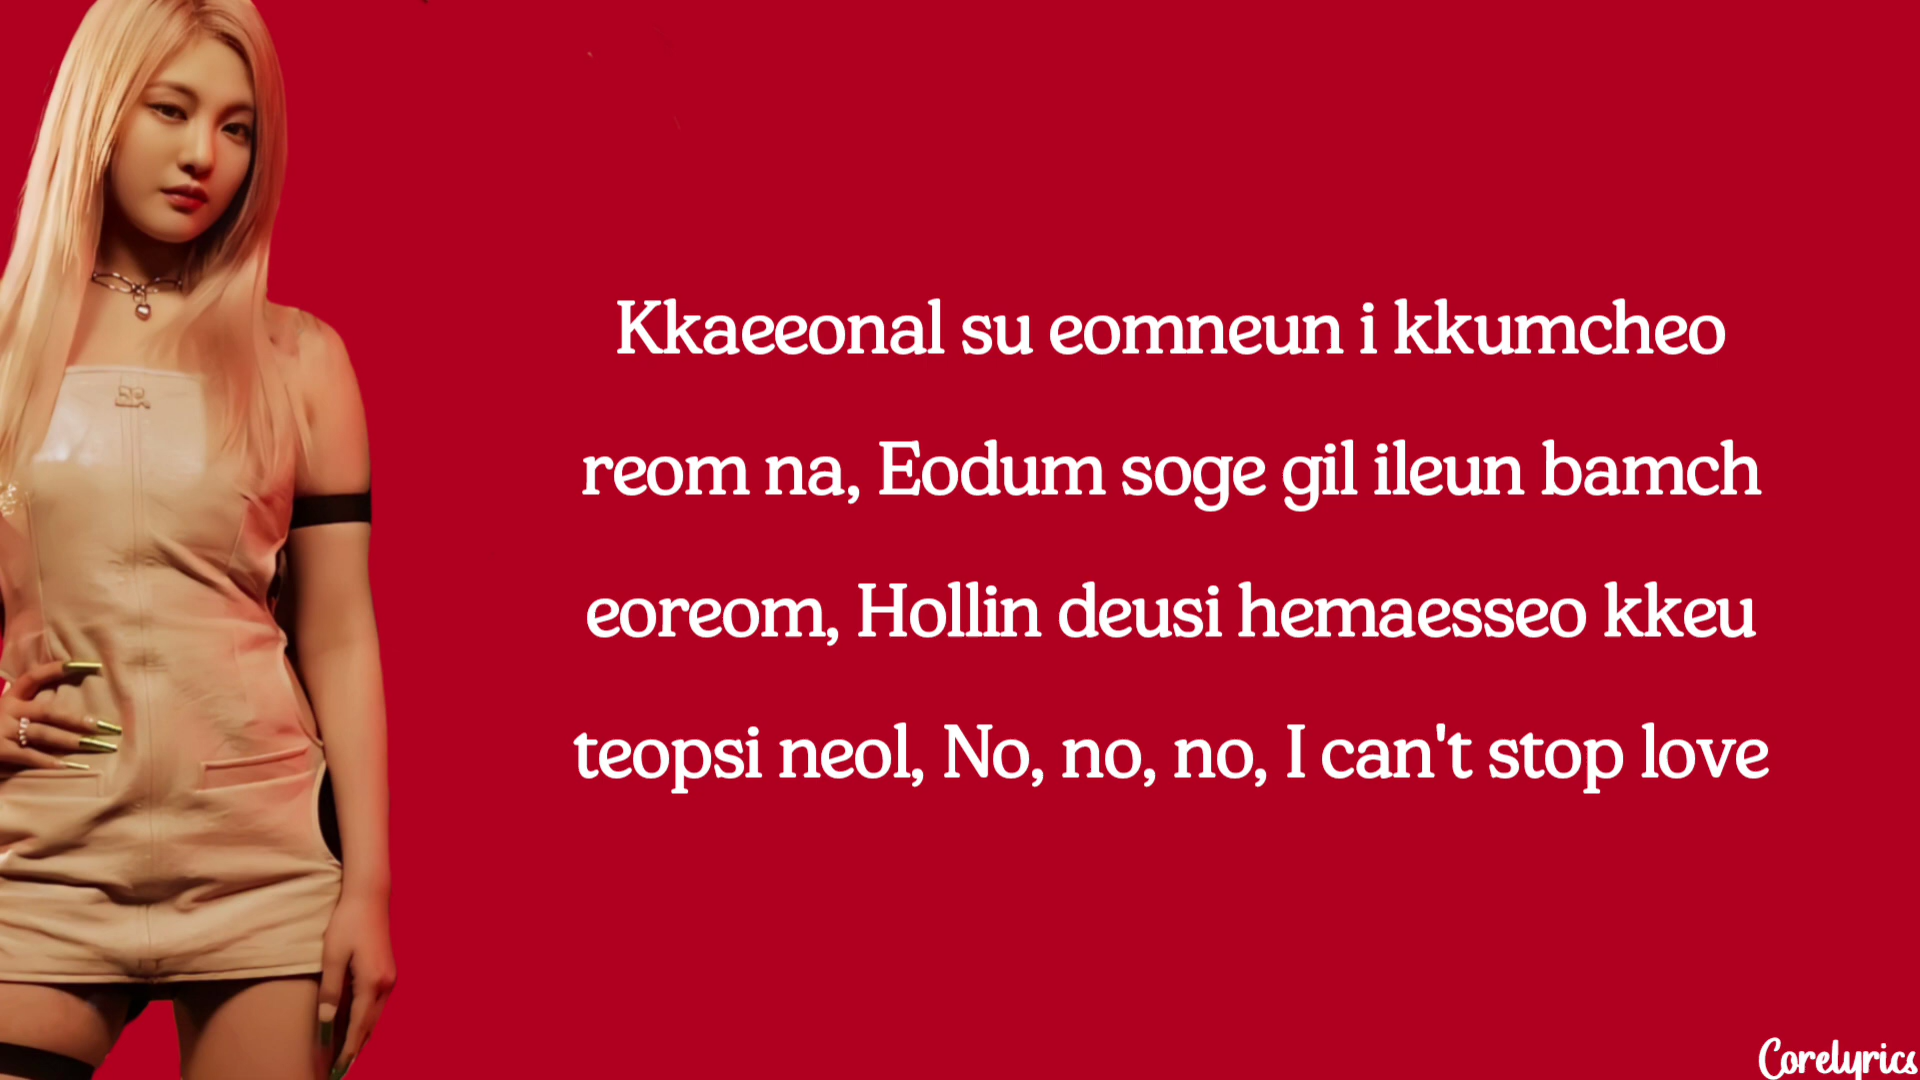 Kkaeeonal su eomneun i kkumcheo
reom na, Eodum soge gil ileun bamch
eoreom, Hollin deusi hemaesseo kkeu
teopsi neol, No, no, no, I can't stop love
Corelyrics